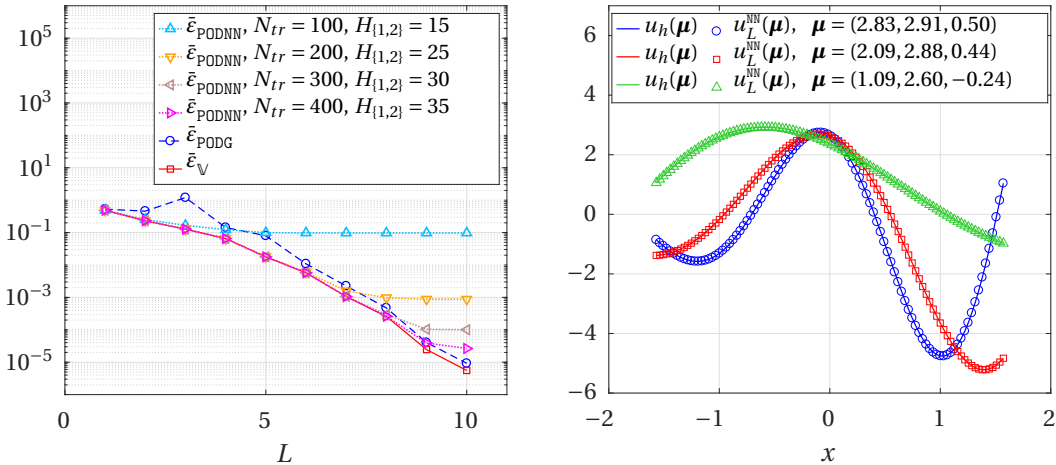 10^5
10^3
10^1
10^{-1}
10^{-3}
10^{-5}
0
5
10
L
ε̄_PODNN, N_tr = 100, H_{1,2} = 15
ε̄_PODNN, N_tr = 200, H_{1,2} = 25
ε̄_PODNN, N_tr = 300, H_{1,2} = 30
ε̄_PODNN, N_tr = 400, H_{1,2} = 35
ε̄_PODG
ε̄_𝕍
6
4
2
0
−2
−4
−6
−2
−1
0
1
2
x
u_h(μ) u_L^NN(μ), μ = (2.83, 2.91, 0.50)
u_h(μ) u_L^NN(μ), μ = (2.09, 2.88, 0.44)
u_h(μ) u_L^NN(μ), μ = (1.09, 2.60, −0.24)